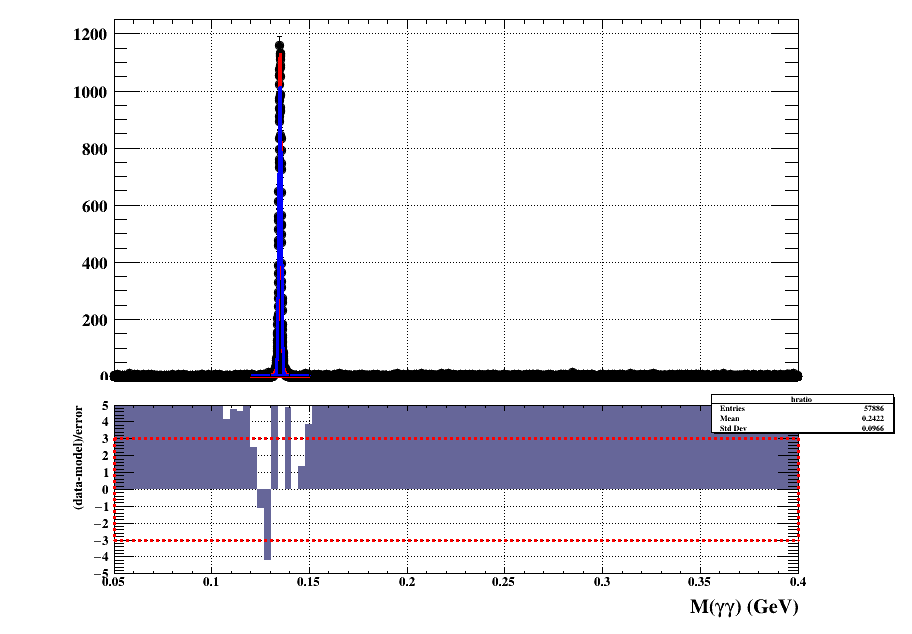 1200
1000
800
600
400
200
0
hratio
Entries 57886
Mean 0.2422
Std Dev 0.0966
(data-model)/error
5
4
3
2
1
0
−1
−2
−3
−4
−5
0.05 0.1 0.15 0.2 0.25 0.3 0.35 0.4
M(γγ) (GeV)